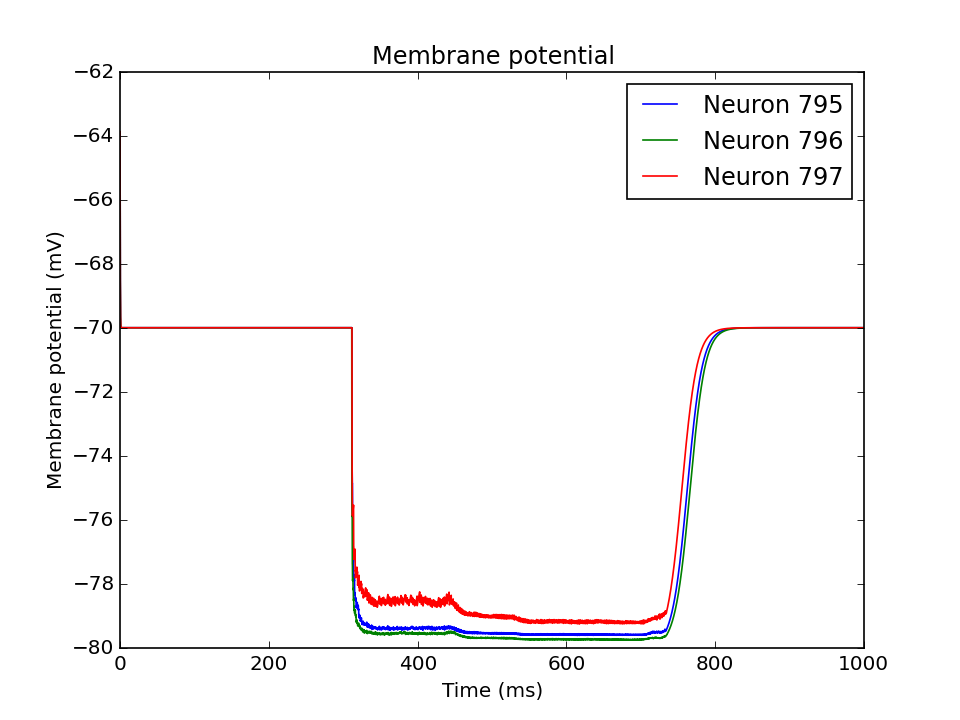 Membrane potential
Neuron 795
Neuron 796
Neuron 797
Membrane potential (mV)
−62
−64
−66
−68
−70
−72
−74
−76
−78
−80
0 200 400 600 800 1000
Time (ms)